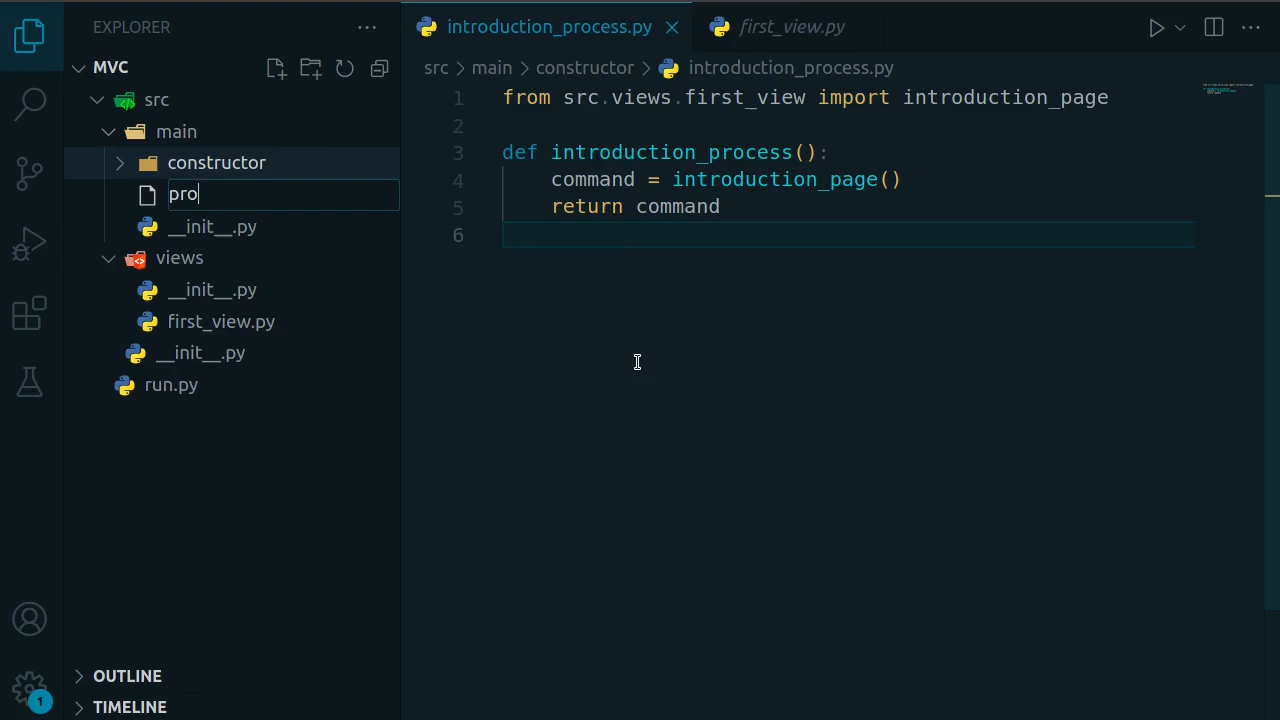 EXPLORER
MVC
src
main
constructor
pro
__init__.py
views
__init__.py
first_view.py
__init__.py
run.py
OUTLINE
TIMELINE
1
introduction_process.py
first_view.py
src > main > constructor > introduction_process.py
1 from src.views.first_view import introduction_page
2
3 def introduction_process():
4 command = introduction_page()
5 return command
6